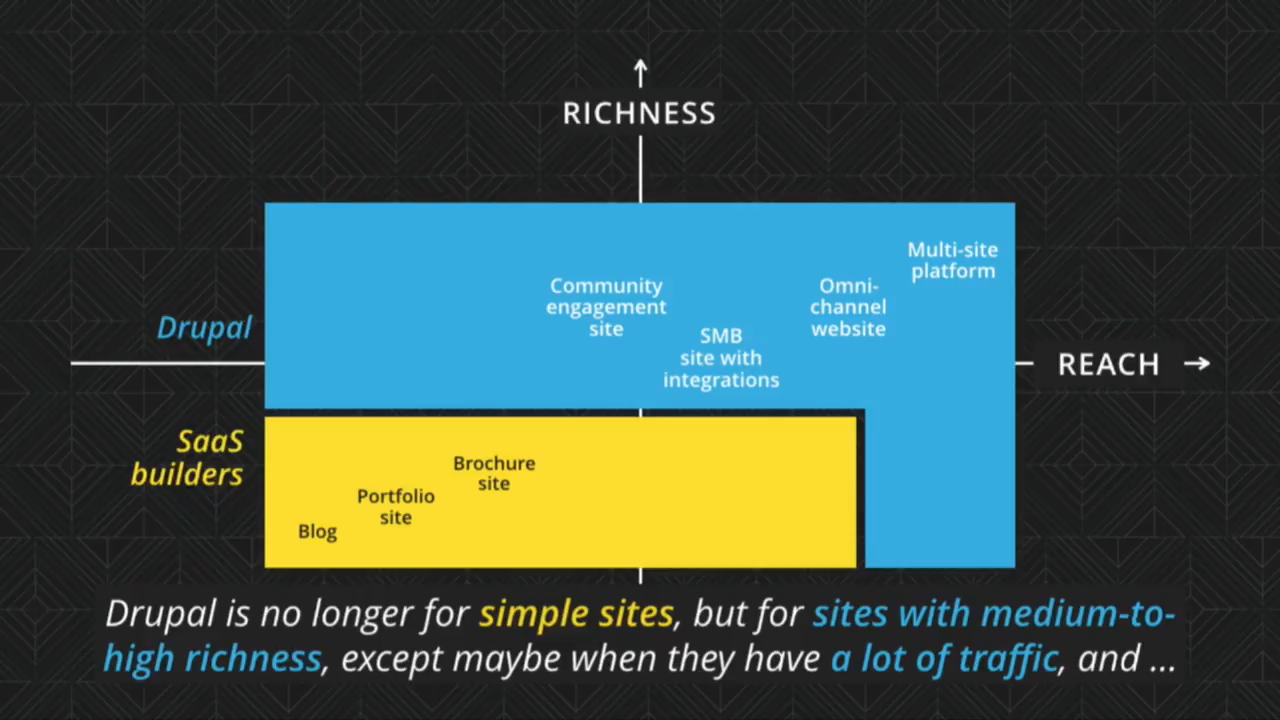 RICHNESS
Multi-site
platform
Community
engagement
site
Omni-
channel
website
Drupal
SMB
site with
integrations
REACH
SaaS
builders
Brochure
site
Portfolio
site
Blog
Drupal is no longer for simple sites, but for sites with medium-to-
high richness, except maybe when they have a lot of traffic, and ...